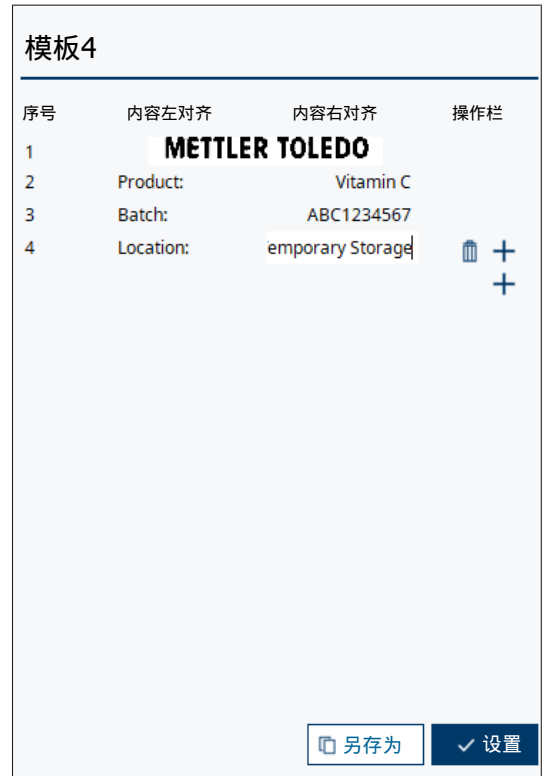 模板4
序号 内容左对齐 内容右对齐 操作栏
1 METTLER TOLEDO
2 Product: Vitamin C
3 Batch: ABC1234567
4 Location: emporary Storage
另存为 设置